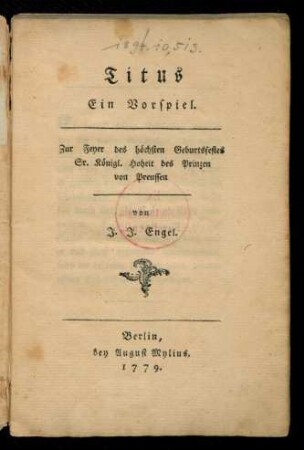 Titus
Ein Vorspiel.
Zur Feyer des höchsten Geburtsfestes
Sr. Königl. Hoheit des Prinzen
von Preussen
von
J. J. Engel.
Berlin,
bey August Mylius.
1779.